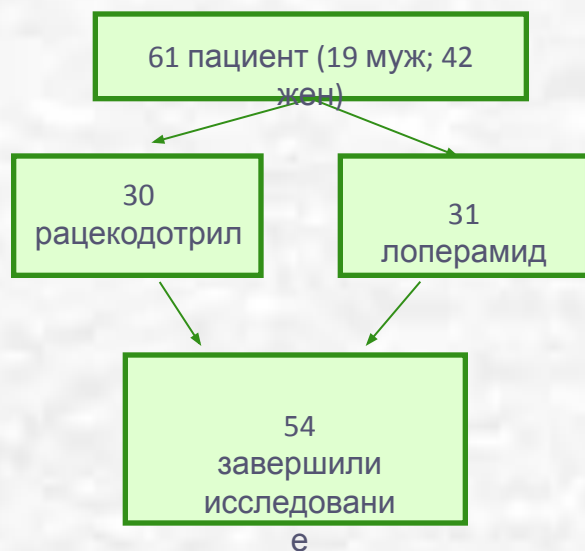 61 пациент (19 муж; 42
жен)
30
рацекодотрил
31
лоперамид
54
завершили
исследовани
е